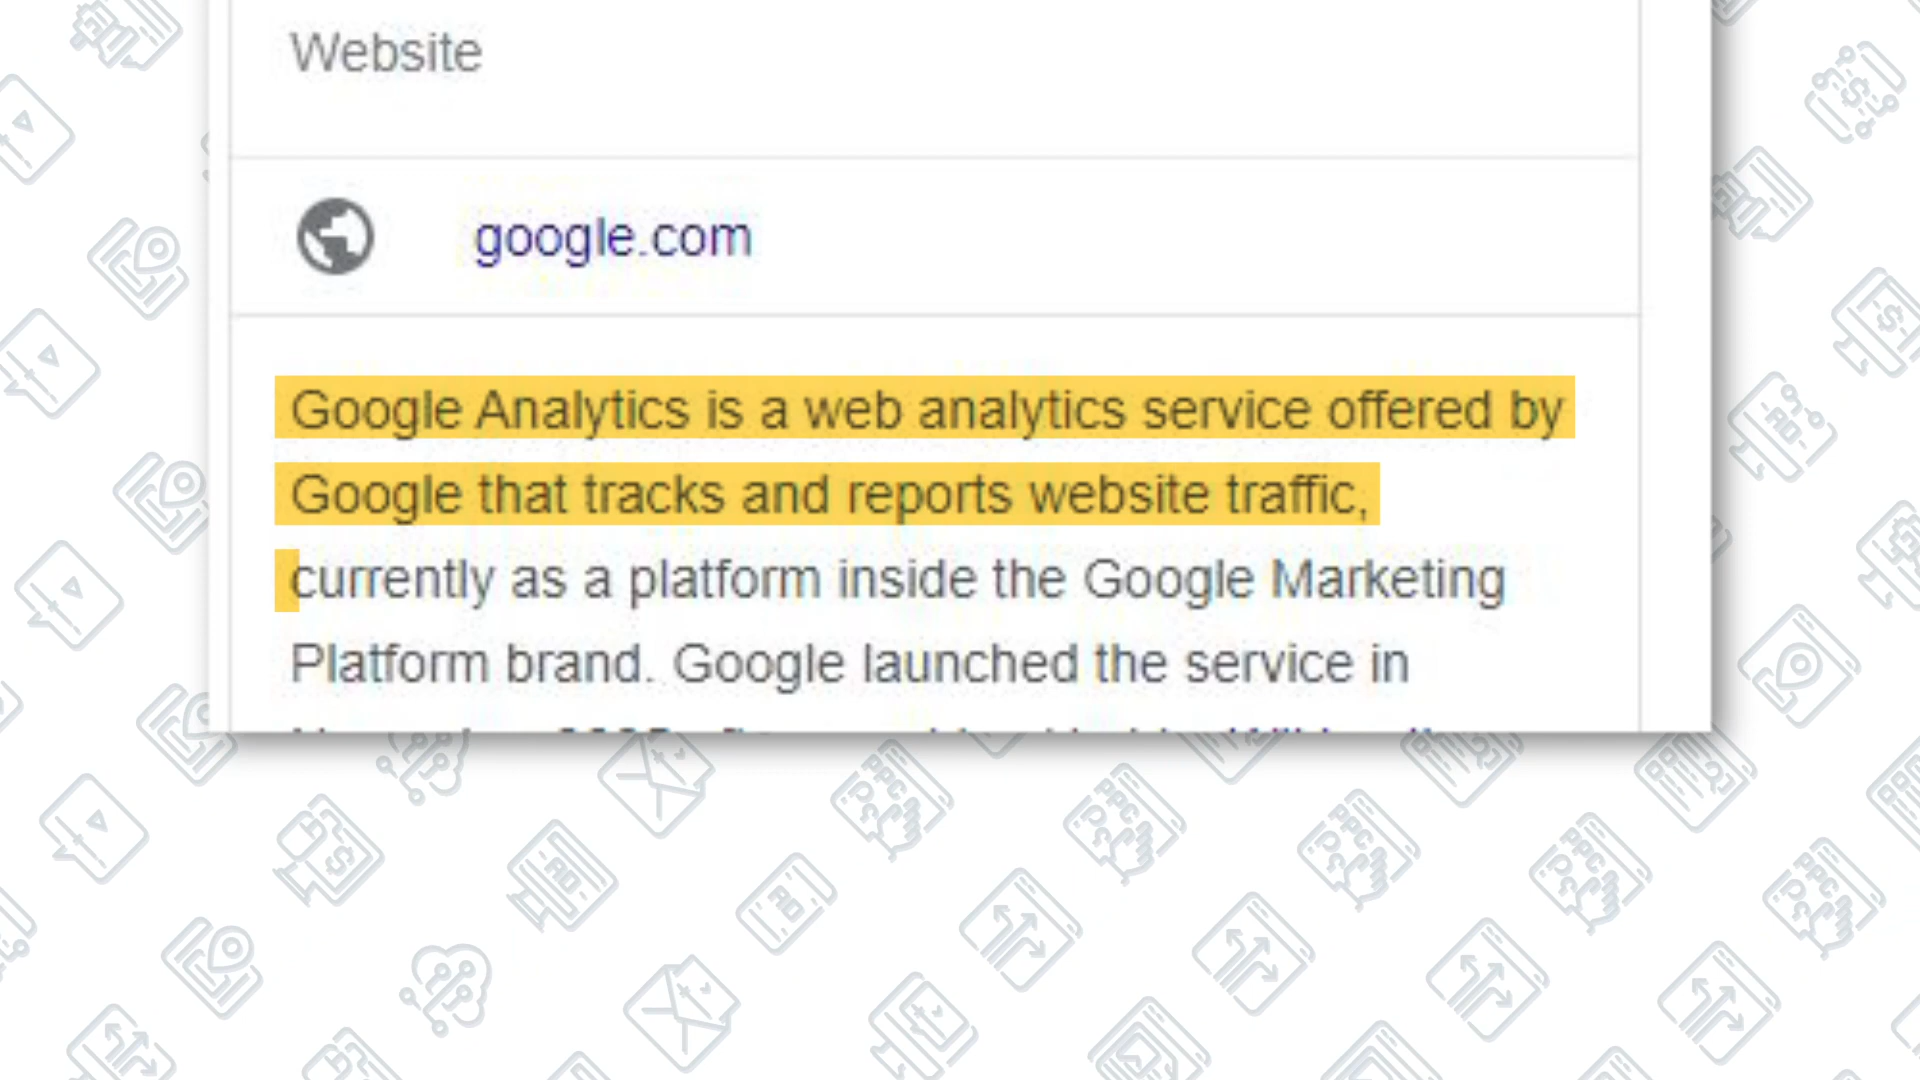 Website
google.com
Google Analytics is a web analytics service offered by
Google that tracks and reports website traffic,
currently as a platform inside the Google Marketing
Platform brand. Google launched the service in